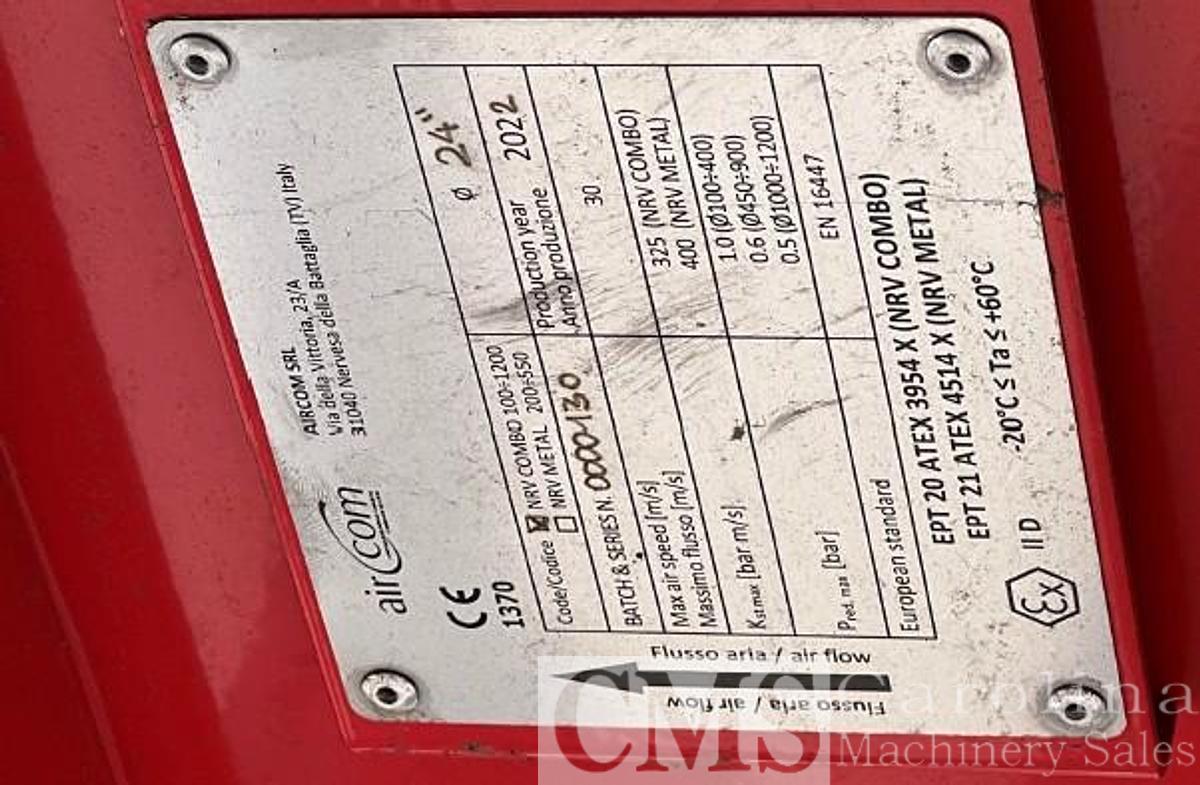 aircom
AIRCOM SRL
Via della Vittoria, 23/A
31040 Nervesa della Battaglia (TV) Italy
CE
1370
ø 24"
Code/Codice ☒ NRV COMBO 100÷1200
☐ NRV METAL 200÷550
Production year 2022
Anno produzione
BATCH & SERIES N. 0000130
Max air speed [m/s] 30
Massimo flusso [m/s]
Kst max [bar m/s] 325 (NRV COMBO)
400 (NRV METAL)
Pred. max [bar] 1.0 (Ø100÷400)
0.6 (Ø450÷900)
0.5 (Ø1000÷1200)
European standard EN 16447
EPT 20 ATEX 3954 X (NRV COMBO)
EPT 21 ATEX 4514 X (NRV METAL)
Ex II D -20°C ≤ Ta ≤ +60°C
Flusso aria / air flow
Flusso aria / air flow
CMS Carolina
Machinery Sales